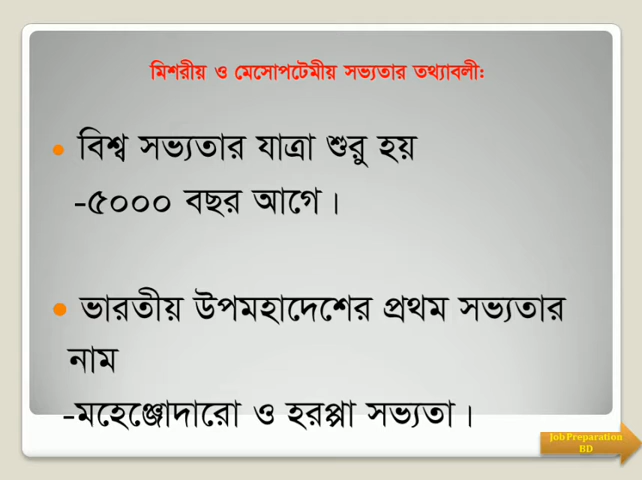 মিশরীয় ও মেসোপটেমীয় সভ্যতার তথ্যাবলী:
বিশ্ব সভ্যতার যাত্রা শুরু হয়
-৫০০০ বছর আগে।
ভারতীয় উপমহাদেশের প্রথম সভ্যতার
নাম
-মহেঞ্জোদারো ও হরপ্পা সভ্যতা।
Job Preparation
BD